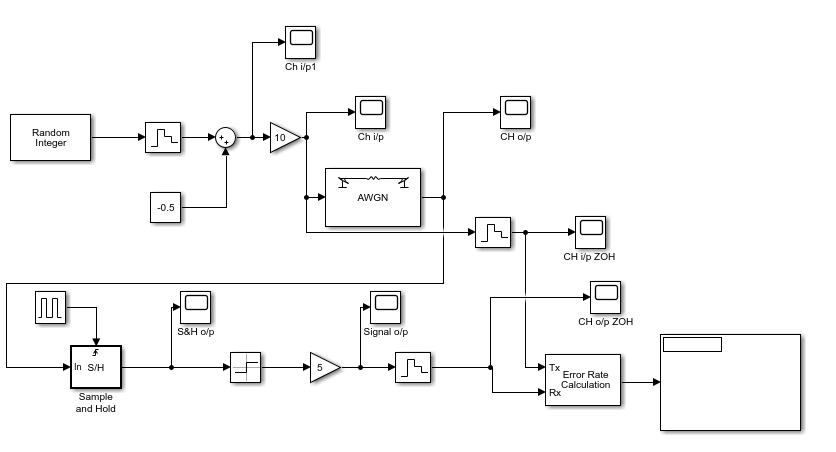 Ch i/p1
Random
Integer
10
Ch i/p
CH o/p
-0.5
AWGN
CH i/p ZOH
S&H o/p
Signal o/p
CH o/p ZOH
In S/H
5
Tx
Rx
Error Rate
Calculation
Sample
and Hold